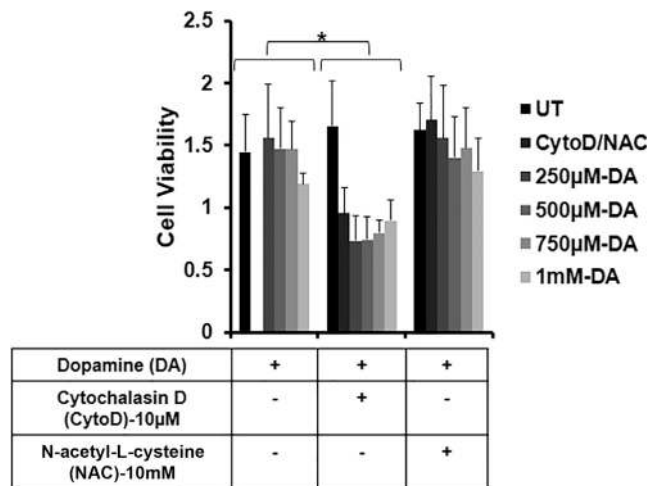 2.5
*
2
1.5
1
0.5
0
Cell Viability
UT
CytoD/NAC
250µM-DA
500µM-DA
750µM-DA
1mM-DA
Dopamine (DA) + + +
Cytochalasin D
(CytoD)-10µM - + -
N-acetyl-L-cysteine
(NAC)-10mM - - +